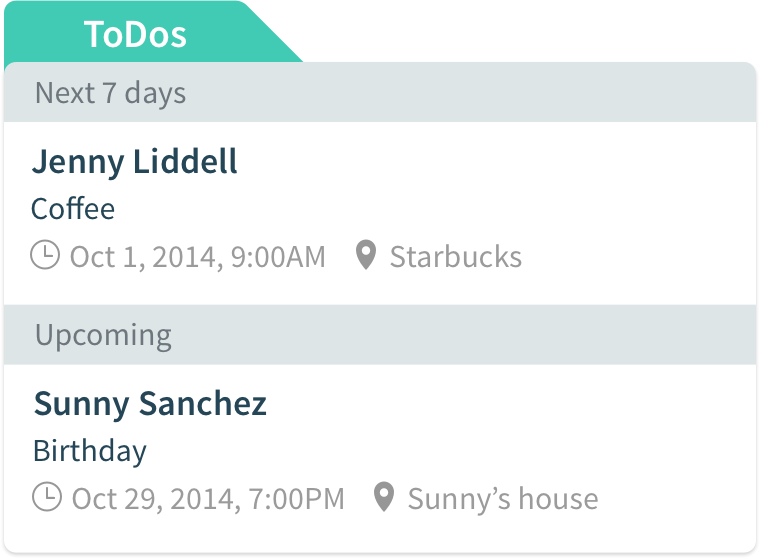 ToDos
Next 7 days
Jenny Liddell
Coffee
Oct 1, 2014, 9:00AM Starbucks
Upcoming
Sunny Sanchez
Birthday
Oct 29, 2014, 7:00PM Sunny’s house